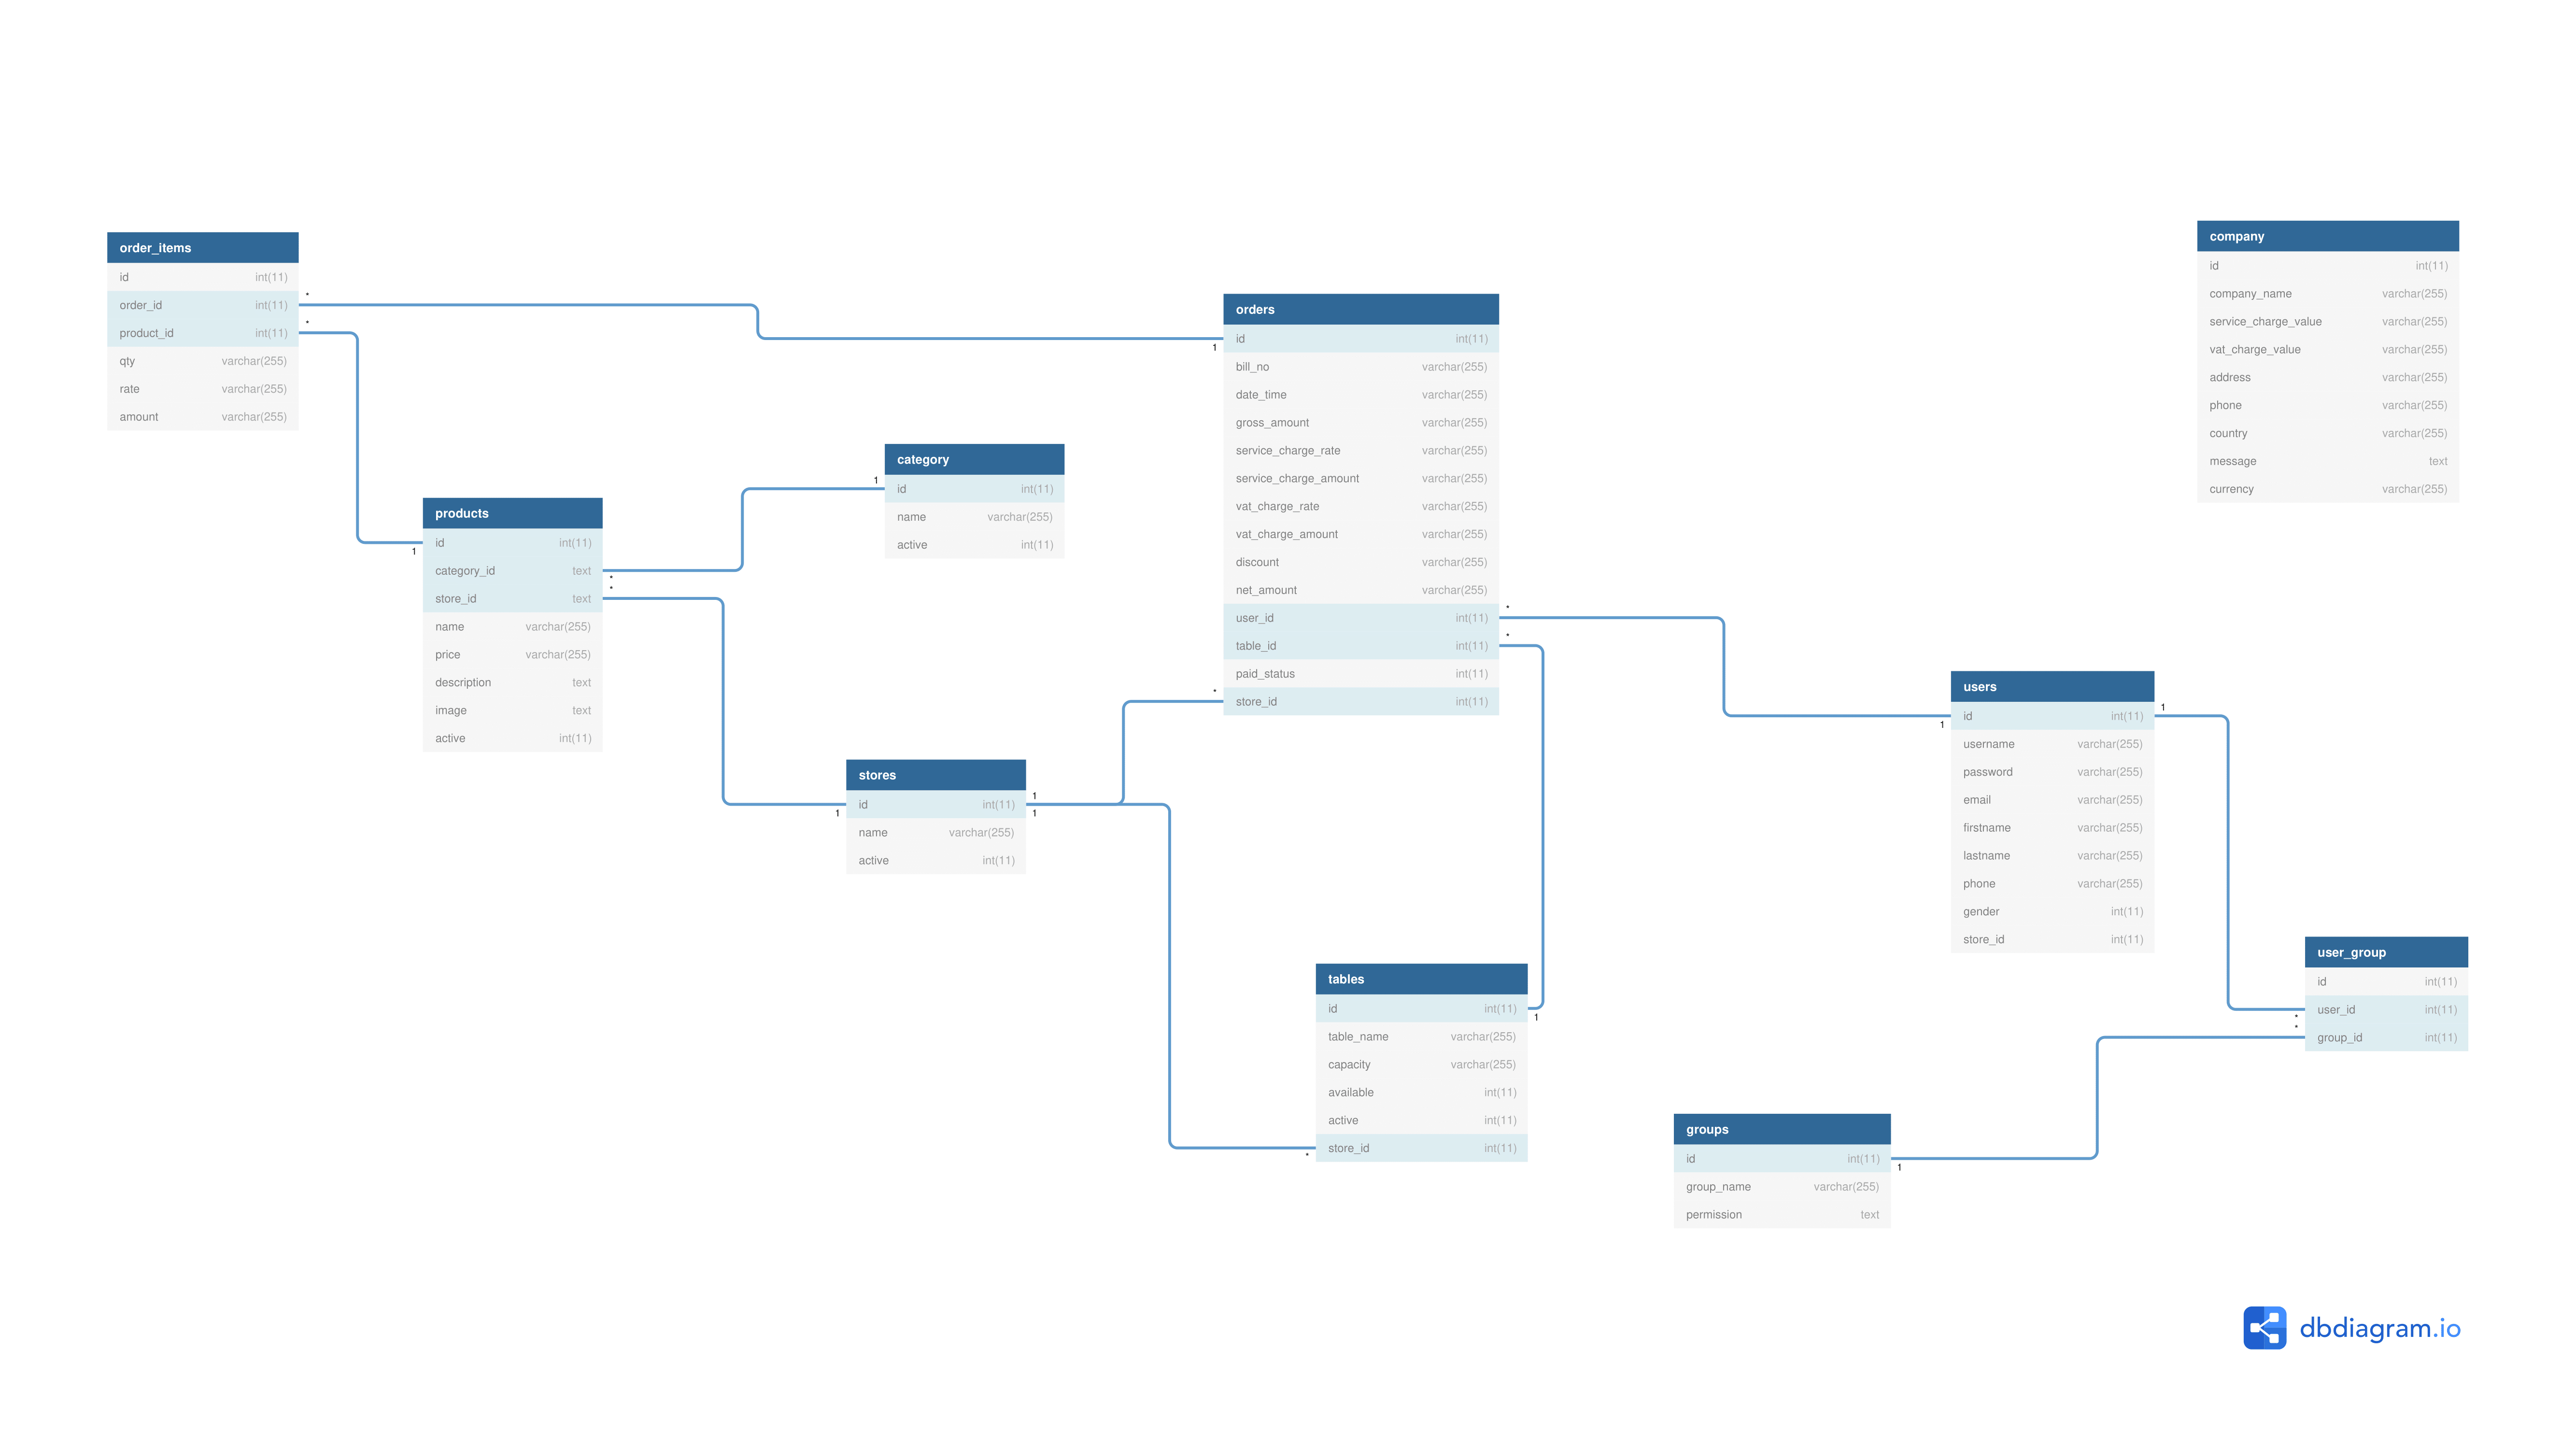 order_items
id int(11)
order_id int(11)
product_id int(11)
qty varchar(255)
rate varchar(255)
amount varchar(255)
*
*
1
products
id int(11)
category_id text
store_id text
name varchar(255)
price varchar(255)
description text
image text
active int(11)
1
*
*
category
id int(11)
name varchar(255)
active int(11)
1
stores
id int(11)
name varchar(255)
active int(11)
1
1
1
orders
id int(11)
bill_no varchar(255)
date_time varchar(255)
gross_amount varchar(255)
service_charge_rate varchar(255)
service_charge_amount varchar(255)
vat_charge_rate varchar(255)
vat_charge_amount varchar(255)
discount varchar(255)
net_amount varchar(255)
user_id int(11)
table_id int(11)
paid_status int(11)
store_id int(11)
*
*
*
tables
id int(11)
table_name varchar(255)
capacity varchar(255)
available int(11)
active int(11)
store_id int(11)
1
*
company
id int(11)
company_name varchar(255)
service_charge_value varchar(255)
vat_charge_value varchar(255)
address varchar(255)
phone varchar(255)
country varchar(255)
message text
currency varchar(255)
users
id int(11)
username varchar(255)
password varchar(255)
email varchar(255)
firstname varchar(255)
lastname varchar(255)
phone varchar(255)
gender int(11)
store_id int(11)
1
1
user_group
id int(11)
user_id int(11)
group_id int(11)
*
*
groups
id int(11)
group_name varchar(255)
permission text
1
dbdiagram.io